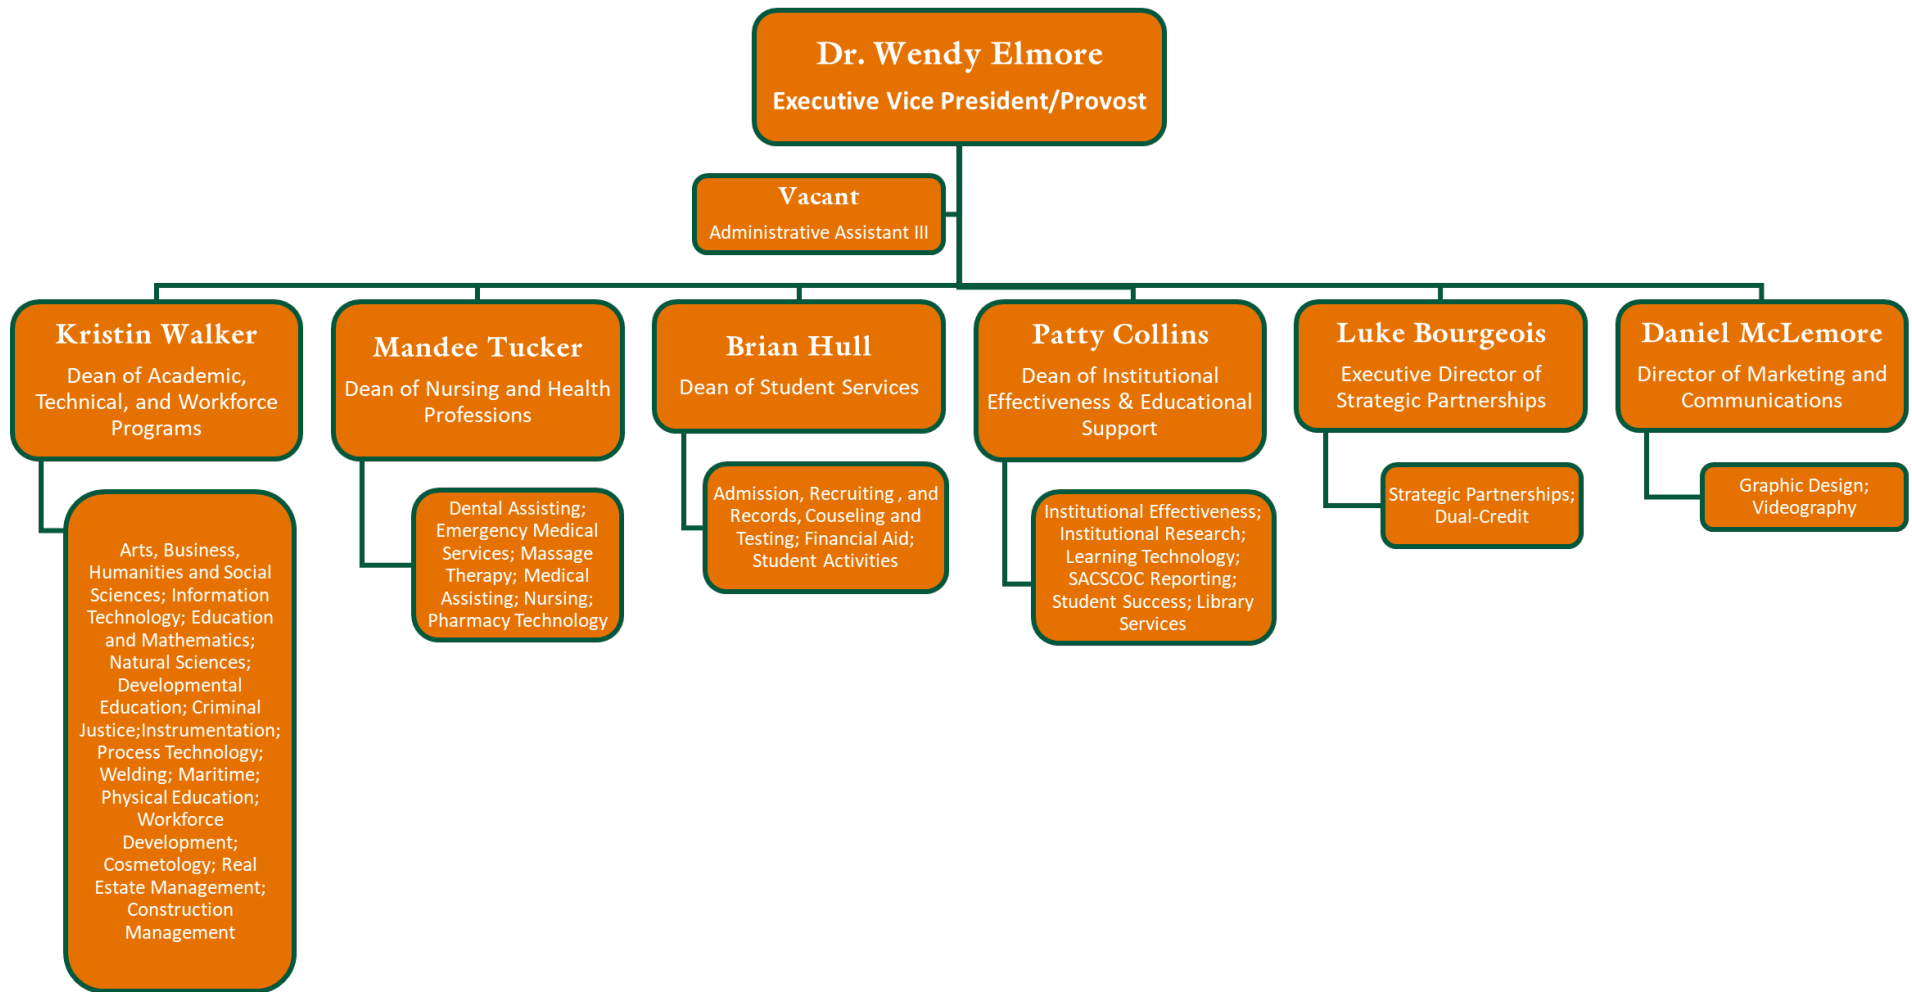 Dr. Wendy Elmore
Executive Vice President/Provost
Vacant
Administrative Assistant III
Kristin Walker
Dean of Academic,
Technical, and Workforce
Programs
Mandee Tucker
Dean of Nursing and Health
Professions
Brian Hull
Dean of Student Services
Patty Collins
Dean of Institutional
Effectiveness & Educational
Support
Luke Bourgeois
Executive Director of
Strategic Partnerships
Daniel McLemore
Director of Marketing and
Communications
Arts, Business,
Humanities and Social
Sciences; Information
Technology; Education
and Mathematics;
Natural Sciences;
Developmental
Education; Criminal
Justice;Instrumentation;
Process Technology;
Welding; Maritime;
Physical Education;
Workforce
Development;
Cosmetology; Real
Estate Management;
Construction
Management
Dental Assisting;
Emergency Medical
Services; Massage
Therapy; Medical
Assisting; Nursing;
Pharmacy Technology
Admission, Recruiting , and
Records, Couseling and
Testing; Financial Aid;
Student Activities
Institutional Effectiveness;
Institutional Research;
Learning Technology;
SACSCOC Reporting;
Student Success; Library
Services
Strategic Partnerships;
Dual-Credit
Graphic Design;
Videography